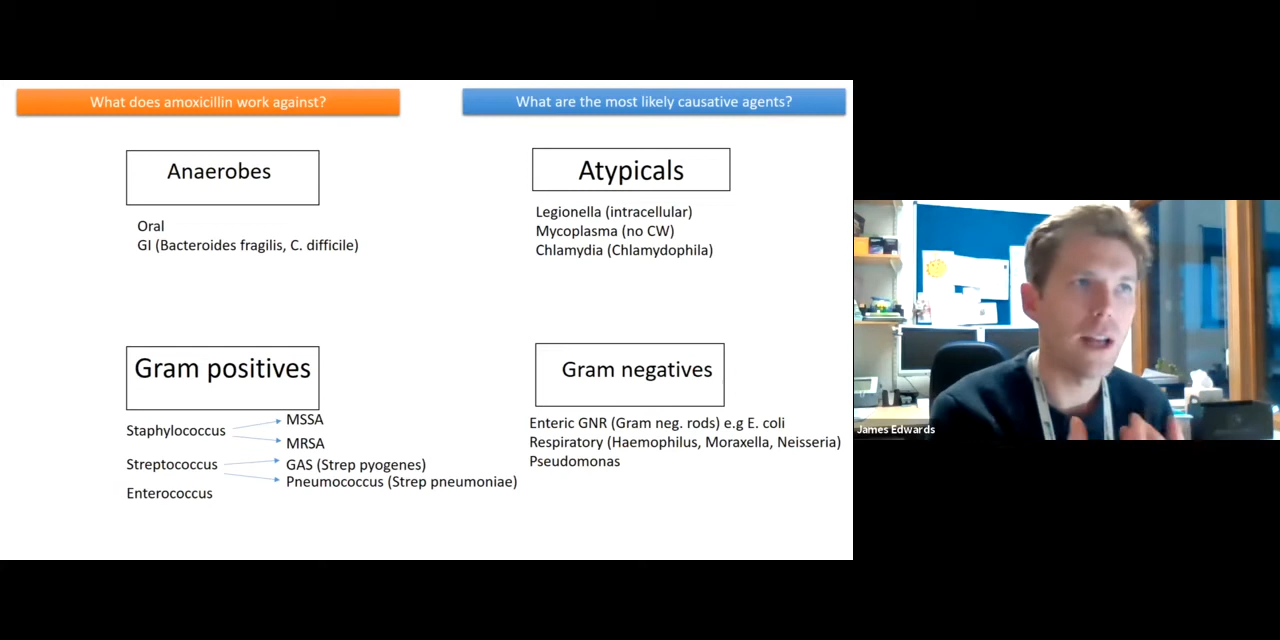 What does amoxicillin work against?
What are the most likely causative agents?
Anaerobes
Oral
GI (Bacteroides fragilis, C. difficile)
Atypicals
Legionella (intracellular)
Mycoplasma (no CW)
Chlamydia (Chlamydophila)
Gram positives
Staphylococcus
MSSA
MRSA
Streptococcus
GAS (Strep pyogenes)
Pneumococcus (Strep pneumoniae)
Enterococcus
Gram negatives
Enteric GNR (Gram neg. rods) e.g E. coli
Respiratory (Haemophilus, Moraxella, Neisseria)
Pseudomonas
James Edwards